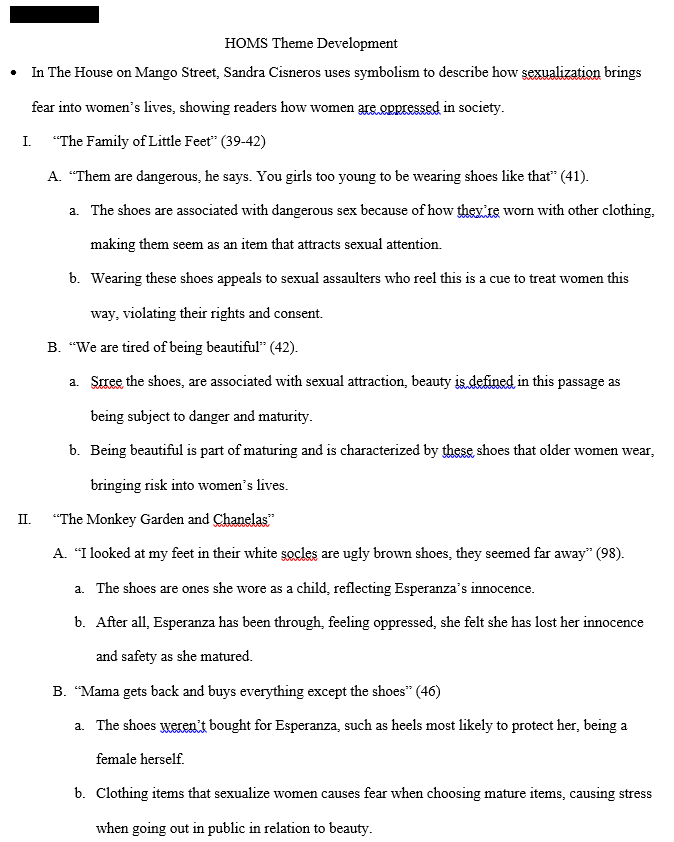 HOMS Theme Development
• In The House on Mango Street, Sandra Cisneros uses symbolism to describe how sexualization brings
fear into women’s lives, showing readers how women are oppressed in society.
I. “The Family of Little Feet” (39-42)
A. “Them are dangerous, he says. You girls too young to be wearing shoes like that” (41).
a. The shoes are associated with dangerous sex because of how they’re worn with other clothing,
making them seem as an item that attracts sexual attention.
b. Wearing these shoes appeals to sexual assaulters who reel this is a cue to treat women this
way, violating their rights and consent.
B. “We are tired of being beautiful” (42).
a. Srree the shoes, are associated with sexual attraction, beauty is defined in this passage as
being subject to danger and maturity.
b. Being beautiful is part of maturing and is characterized by these shoes that older women wear,
bringing risk into women’s lives.
II. “The Monkey Garden and Chanelas”
A. “I looked at my feet in their white socles are ugly brown shoes, they seemed far away” (98).
a. The shoes are ones she wore as a child, reflecting Esperanza’s innocence.
b. After all, Esperanza has been through, feeling oppressed, she felt she has lost her innocence
and safety as she matured.
B. “Mama gets back and buys everything except the shoes” (46)
a. The shoes weren’t bought for Esperanza, such as heels most likely to protect her, being a
female herself.
b. Clothing items that sexualize women causes fear when choosing mature items, causing stress
when going out in public in relation to beauty.